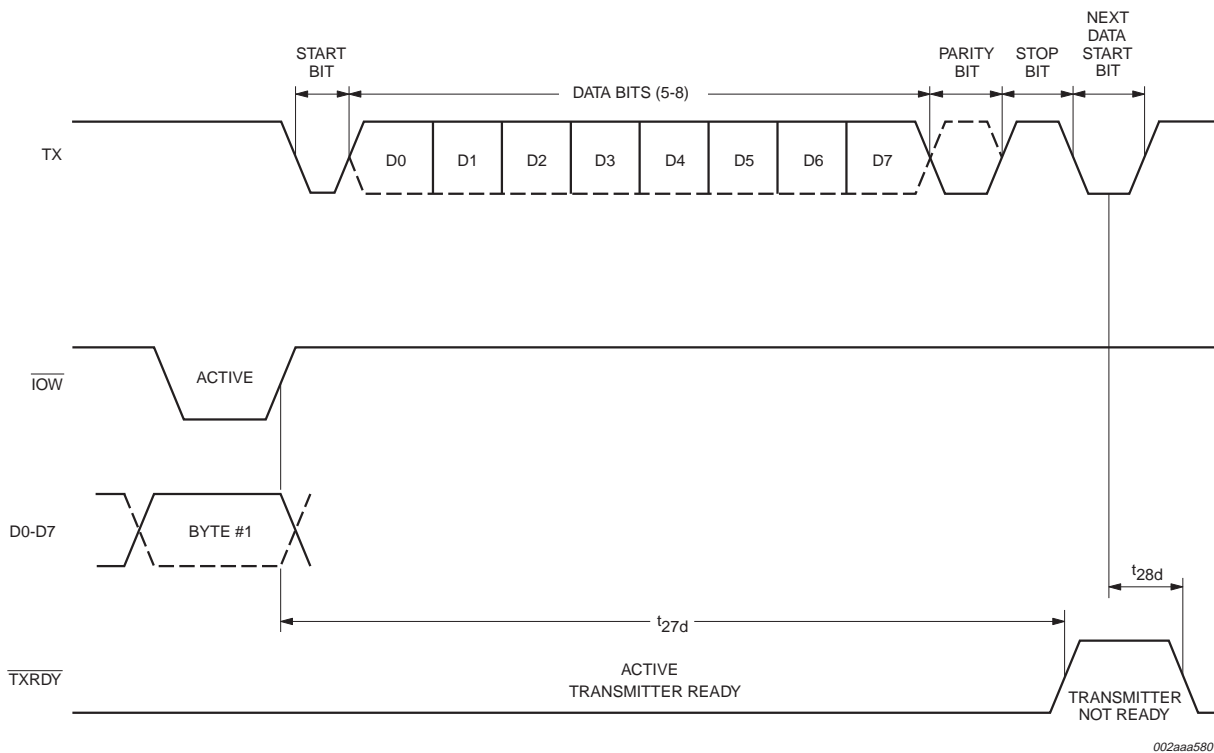 START
BIT
DATA BITS (5-8)
PARITY
BIT
STOP
BIT
NEXT
DATA
START
BIT
TX
D0
D1
D2
D3
D4
D5
D6
D7
IOW
ACTIVE
D0-D7
BYTE #1
t28d
t27d
TXRDY
ACTIVE
TRANSMITTER READY
TRANSMITTER
NOT READY
002aaa580